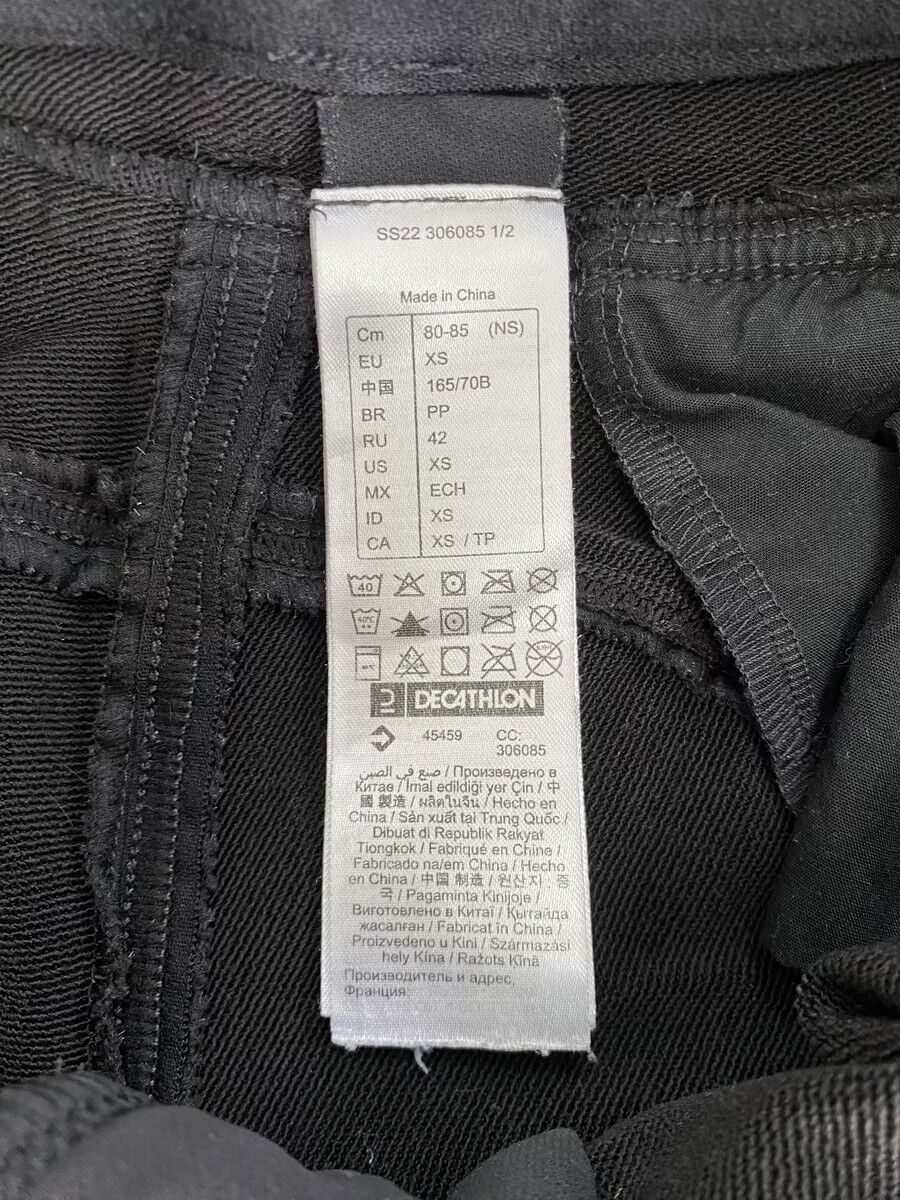 SS22 306085 1/2
Made in China
Cm 80-85 (NS)
EU XS
中国 165/70B
BR PP
RU 42
US XS
MX ECH
ID XS
CA XS / TP
40
40°C
DECATHLON
45459 CC:
306085
صنع في الصين / Произведено в
Китае / İmal edildiği yer Çin / 中
國 製造 / ผลิตในจีน / Hecho en
China / Sản xuất tại Trung Quốc /
Dibuat di Republik Rakyat
Tiongkok / Fabriqué en Chine /
Fabricado na/em China / Hecho
en China / 中国 制造 / 원산지 : 중
국 / Pagaminta Kinijoje /
Виготовлено в Китаї / Қытайда
жасалған / Fabricat în China /
Proizvedeno u Kini / Származási
hely Kína / Ražots Ķīnā
Производитель и адрес,
Франция: